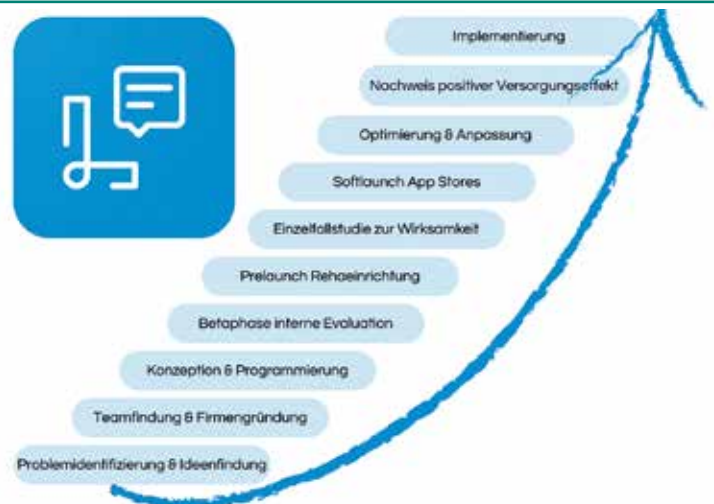 Implementierung
Nachweis positiver Versorgungseffekt
Optimierung & Anpassung
Softlaunch App Stores
Einzelfallstudie zur Wirksamkeit
Prelaunch Rehaeinrichtung
Betaphase interne Evaluation
Konzeption & Programmierung
Teamfindung & Firmengründung
Problemidentifizierung & Ideenfindung